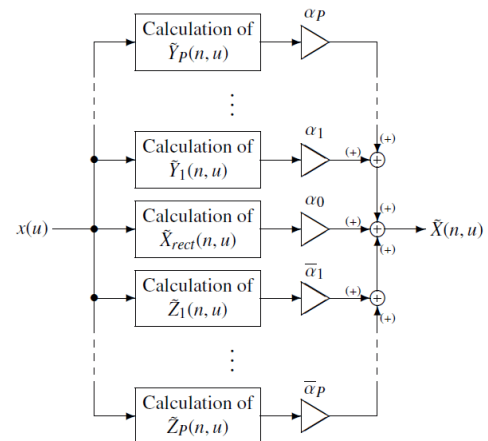 Calculation of
Ỹ_P(n, u)
α_P
(+)
⋮
Calculation of
Ỹ_1(n, u)
α_1
(+)
x(u)
Calculation of
X̃_rect(n, u)
α_0
(+)
(+)
(+)
X̃(n, u)
Calculation of
Z̃_1(n, u)
ᾱ_1
(+)
(+)
⋮
Calculation of
Z̃_P(n, u)
ᾱ_P